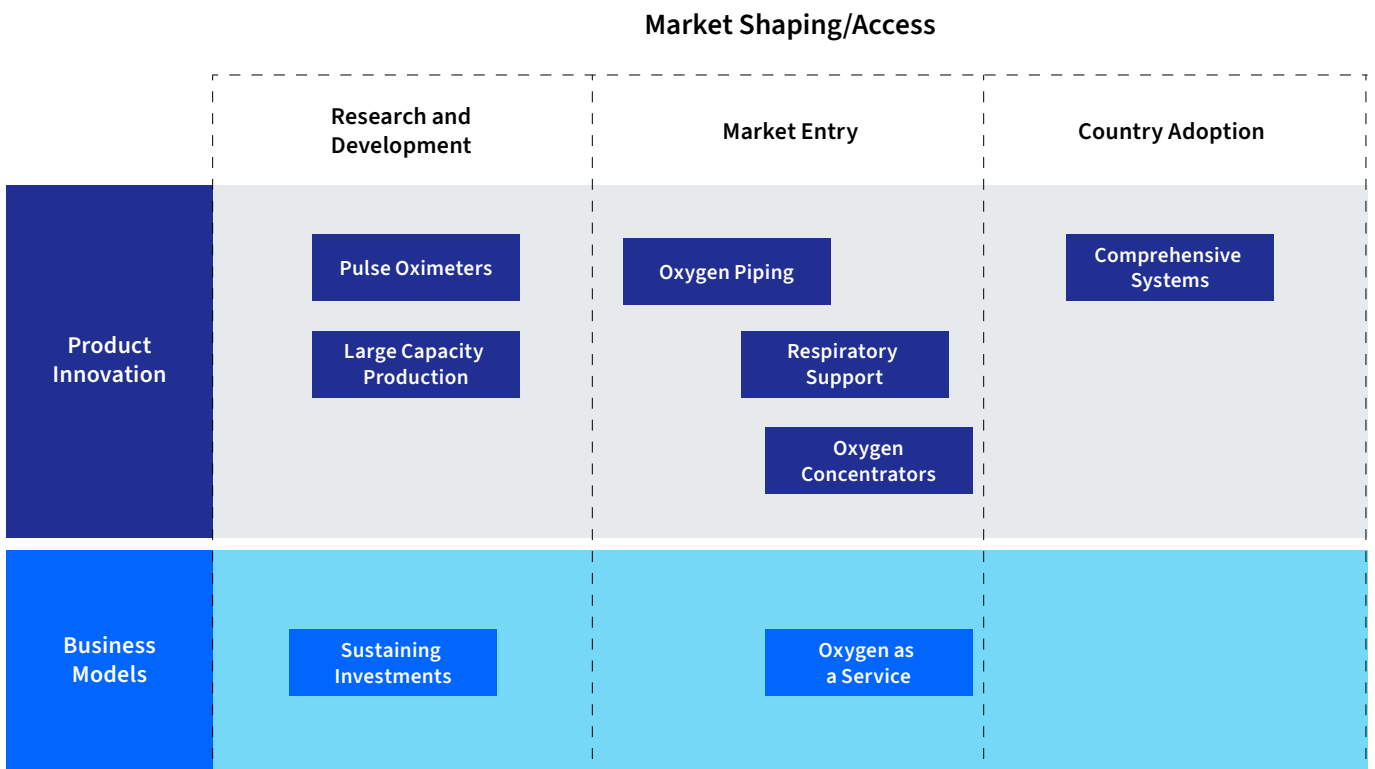 Market Shaping/Access
Research and
Development
Market Entry
Country Adoption
Product
Innovation
Pulse Oximeters
Large Capacity
Production
Oxygen Piping
Respiratory
Support
Oxygen
Concentrators
Comprehensive
Systems
Business
Models
Sustaining
Investments
Oxygen as
a Service